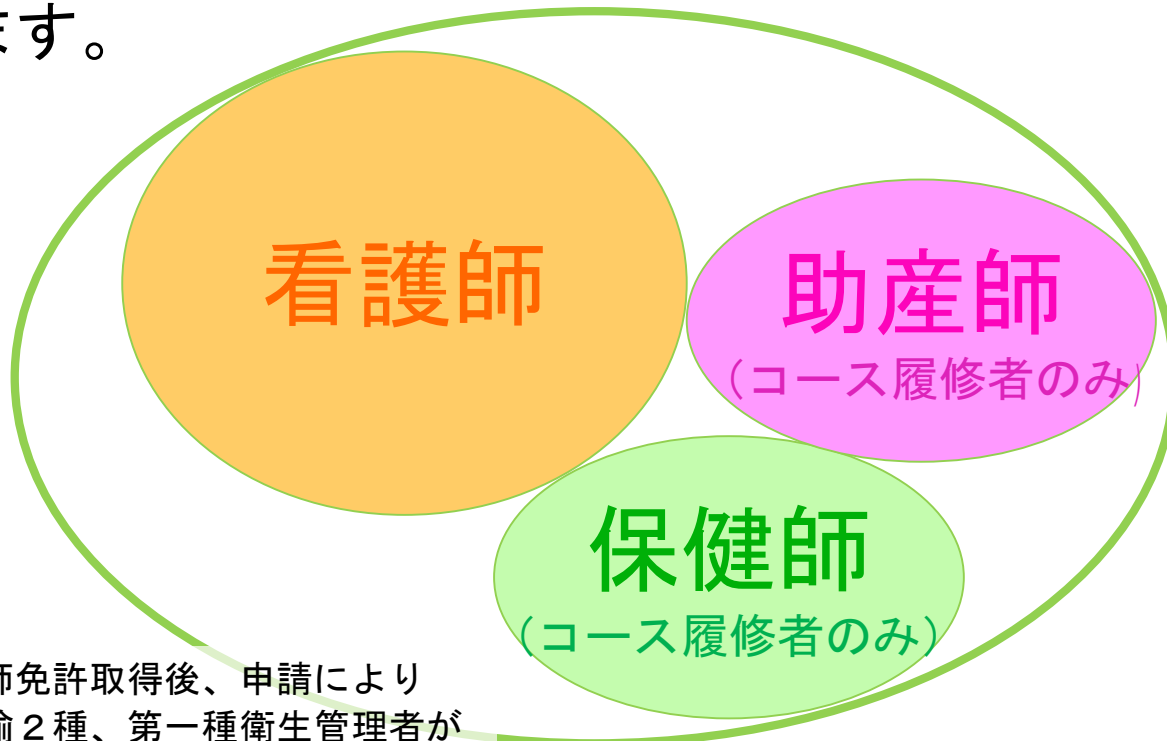 ます。
看護師
助産師
(コース履修者のみ)
保健師
(コース履修者のみ)
師免許取得後、申請により
諭２種、第一種衛生管理者が